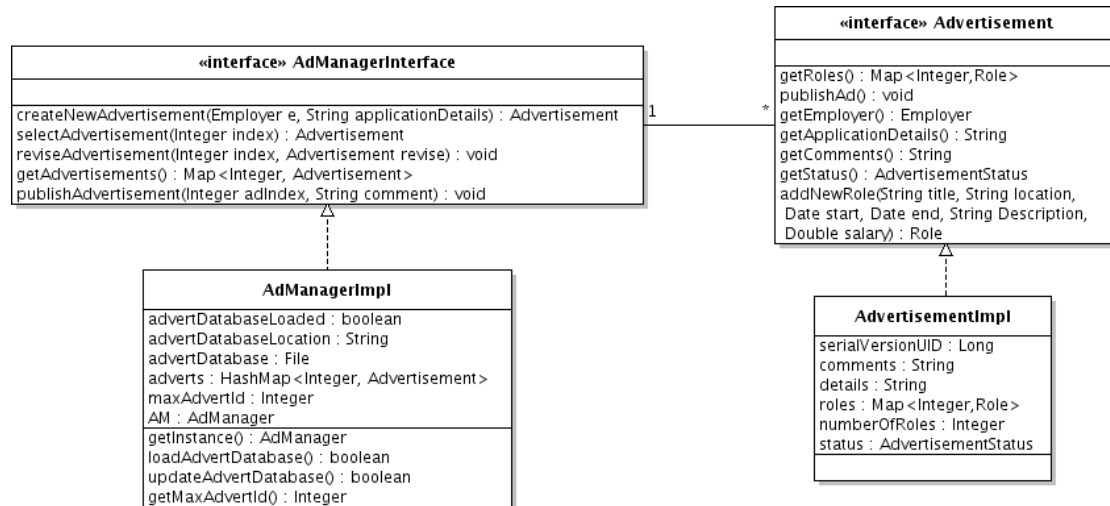 «interface» AdManagerInterface
createNewAdvertisement(Employer e, String applicationDetails) : Advertisement
selectAdvertisement(Integer index) : Advertisement
reviseAdvertisement(Integer index, Advertisement revise) : void
getAdvertisements() : Map<Integer, Advertisement>
publishAdvertisement(Integer adIndex, String comment) : void
1
*
«interface» Advertisement
getRoles() : Map<Integer,Role>
publishAd() : void
getEmployer() : Employer
getApplicationDetails() : String
getComments() : String
getStatus() : AdvertisementStatus
addNewRole(String title, String location,
Date start, Date end, String Description,
Double salary) : Role
AdManagerImpl
advertDatabaseLoaded : boolean
advertDatabaseLocation : String
advertDatabase : File
adverts : HashMap<Integer, Advertisement>
maxAdvertId : Integer
AM : AdManager
getInstance() : AdManager
loadAdvertDatabase() : boolean
updateAdvertDatabase() : boolean
getMaxAdvertId() : Integer
AdvertisementImpl
serialVersionUID : Long
comments : String
details : String
roles : Map<Integer,Role>
numberOfRoles : Integer
status : AdvertisementStatus